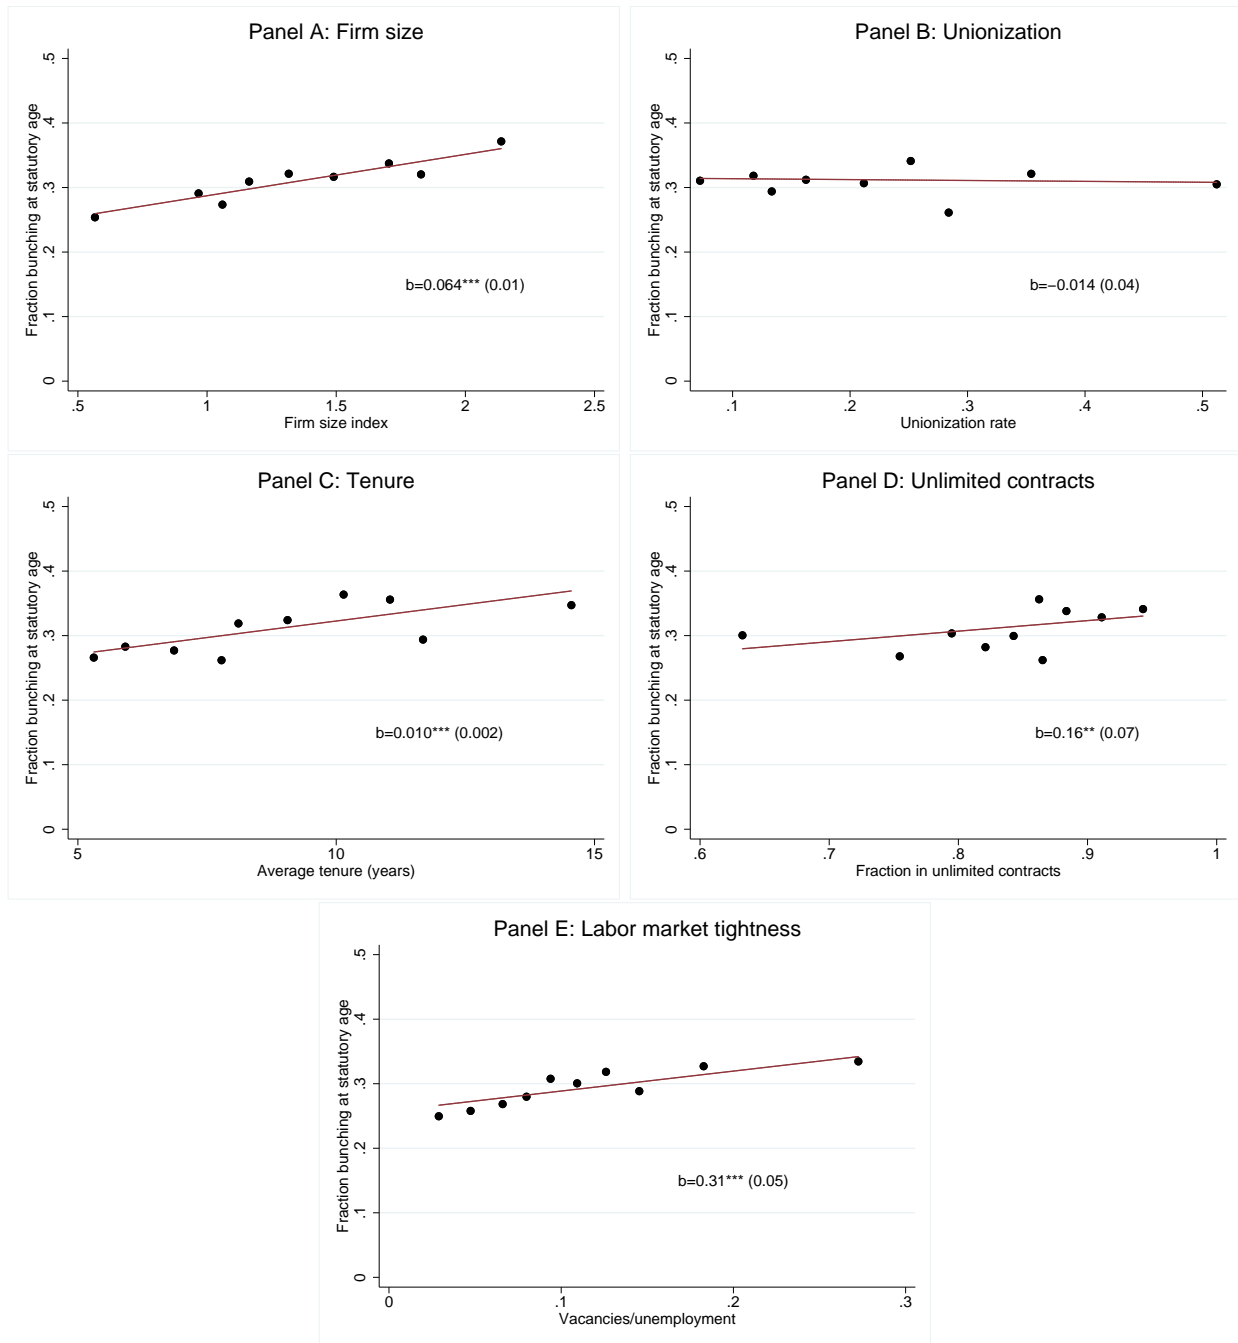 Panel A: Firm size
Fraction bunching at statutory age
0 .1 .2 .3 .4 .5
b=0.064*** (0.01)
.5 1 1.5 2 2.5
Firm size index
Panel B: Unionization
Fraction bunching at statutory age
0 .1 .2 .3 .4 .5
b=−0.014 (0.04)
.1 .2 .3 .4 .5
Unionization rate
Panel C: Tenure
Fraction bunching at statutory age
0 .1 .2 .3 .4 .5
b=0.010*** (0.002)
5 10 15
Average tenure (years)
Panel D: Unlimited contracts
Fraction bunching at statutory age
0 .1 .2 .3 .4 .5
b=0.16** (0.07)
.6 .7 .8 .9 1
Fraction in unlimited contracts
Panel E: Labor market tightness
Fraction bunching at statutory age
0 .1 .2 .3 .4 .5
b=0.31*** (0.05)
0 .1 .2 .3
Vacancies/unemployment